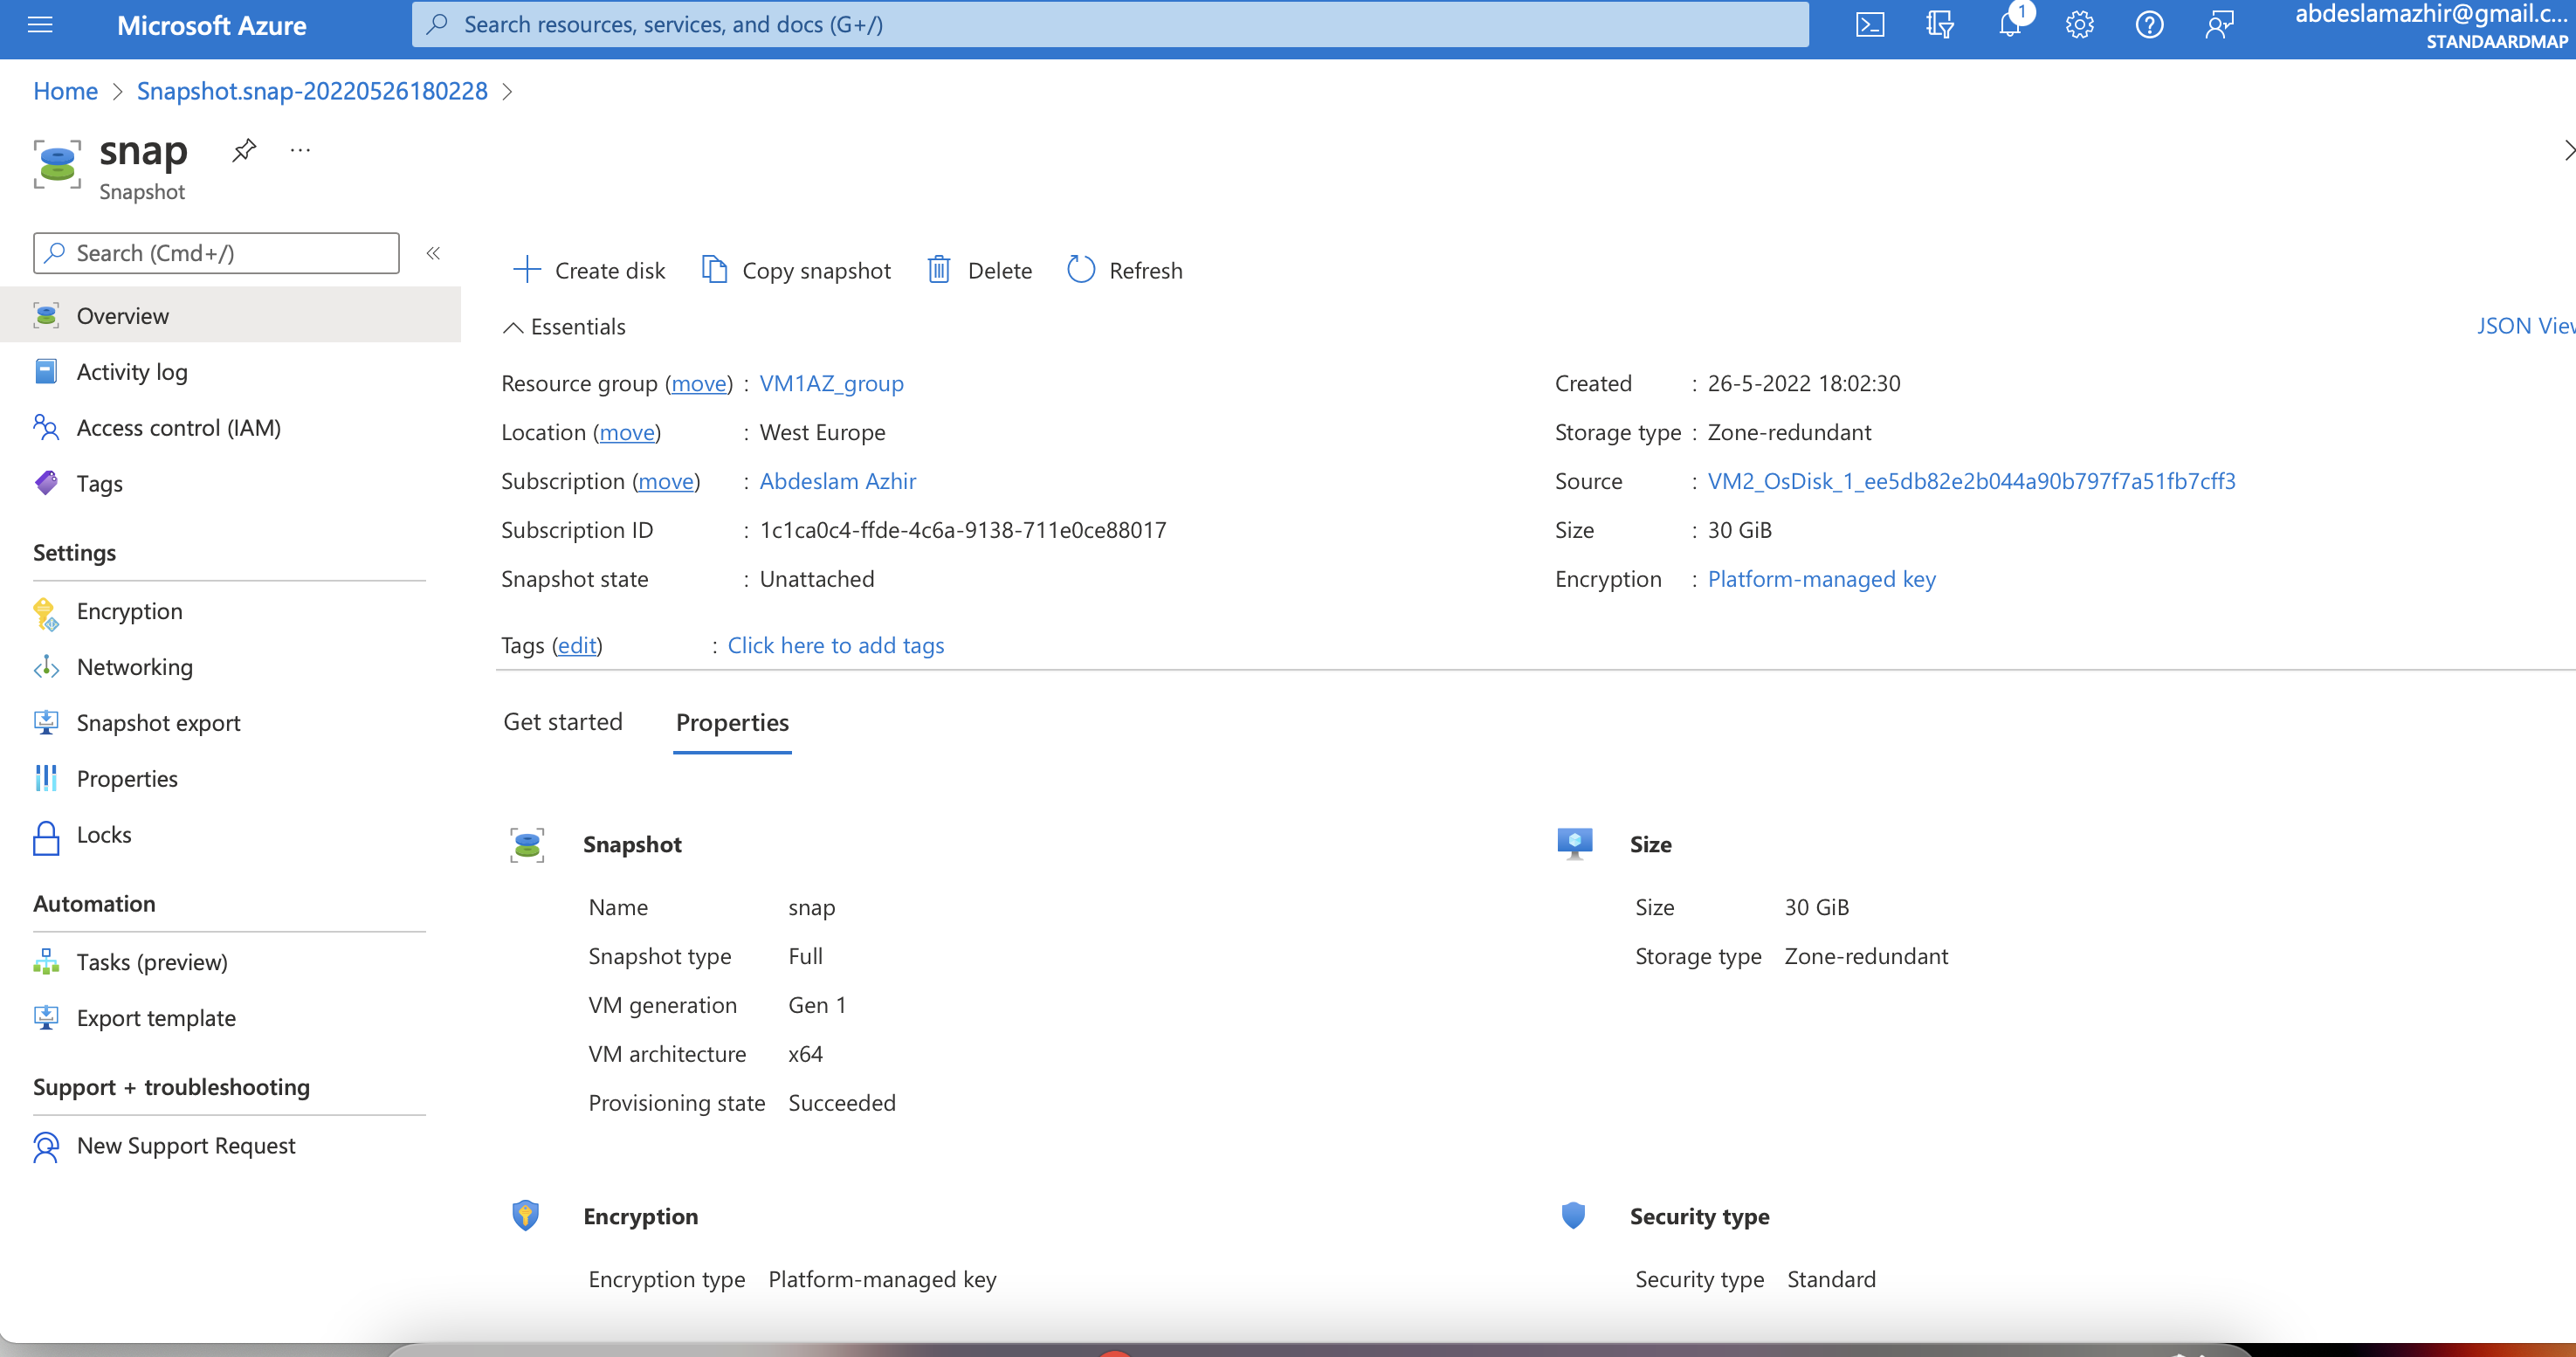 Microsoft Azure
Search resources, services, and docs (G+/)
1
abdeslamazhir@gmail.c...
STANDAARDMAP
Home > Snapshot.snap-20220526180228 >
snap
Snapshot
Search (Cmd+/)
Overview
Activity log
Access control (IAM)
Tags
Settings
Encryption
Networking
Snapshot export
Properties
Locks
Automation
Tasks (preview)
Export template
Support + troubleshooting
New Support Request
Create disk Copy snapshot Delete Refresh
Essentials
JSON View
Resource group (move) : VM1AZ_group
Location (move) : West Europe
Subscription (move) : Abdeslam Azhir
Subscription ID : 1c1ca0c4-ffde-4c6a-9138-711e0ce88017
Snapshot state : Unattached
Created : 26-5-2022 18:02:30
Storage type : Zone-redundant
Source : VM2_OsDisk_1_ee5db82e2b044a90b797f7a51fb7cff3
Size : 30 GiB
Encryption : Platform-managed key
Tags (edit) : Click here to add tags
Get started Properties
Snapshot
Name snap
Snapshot type Full
VM generation Gen 1
VM architecture x64
Provisioning state Succeeded
Size
Size 30 GiB
Storage type Zone-redundant
Encryption
Encryption type Platform-managed key
Security type
Security type Standard